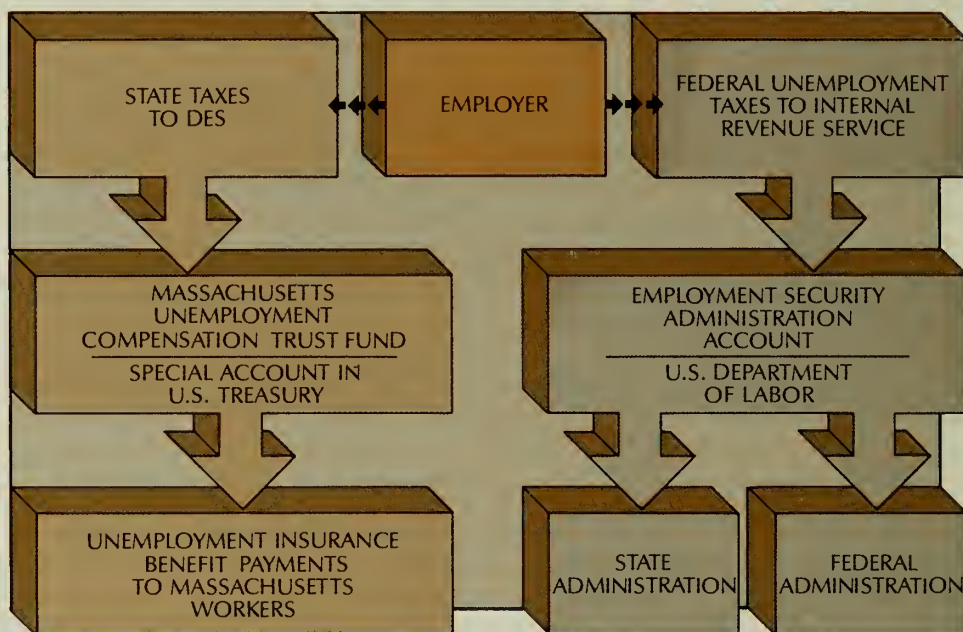 STATE TAXES
TO DES
EMPLOYER
FEDERAL UNEMPLOYMENT
TAXES TO INTERNAL
REVENUE SERVICE
MASSACHUSETTS
UNEMPLOYMENT
COMPENSATION TRUST FUND
SPECIAL ACCOUNT IN
U.S. TREASURY
EMPLOYMENT SECURITY
ADMINISTRATION
ACCOUNT
U.S. DEPARTMENT
OF LABOR
UNEMPLOYMENT INSURANCE
BENEFIT PAYMENTS
TO MASSACHUSETTS
WORKERS
STATE
ADMINISTRATION
FEDERAL
ADMINISTRATION